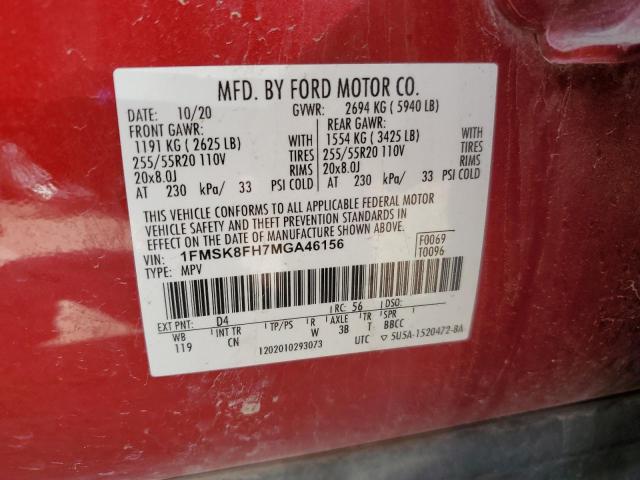 MFD. BY FORD MOTOR CO.
DATE: 10/20 GVWR: 2694 KG ( 5940 LB)
FRONT GAWR: REAR GAWR:
1191 KG ( 2625 LB) WITH 1554 KG ( 3425 LB) WITH
255/55R20 110V TIRES 255/55R20 110V TIRES
20x8.0J RIMS 20x8.0J RIMS
AT 230 kPa/ 33 PSI COLD AT 230 kPa/ 33 PSI COLD
THIS VEHICLE CONFORMS TO ALL APPLICABLE FEDERAL MOTOR
VEHICLE SAFETY AND THEFT PREVENTION STANDARDS IN
EFFECT ON THE DATE OF MANUFACTURE SHOWN ABOVE.
VIN: 1FMSK8FH7MGA46156 F0069
TYPE: MPV T0096
EXT PNT: D4 RC: 56 DSO:
WB INT TR TP/PS R AXLE TR SPR
119 CN W 3B T BBCC
1202010293073 UTC ▽ 5U5A-1520472-BA